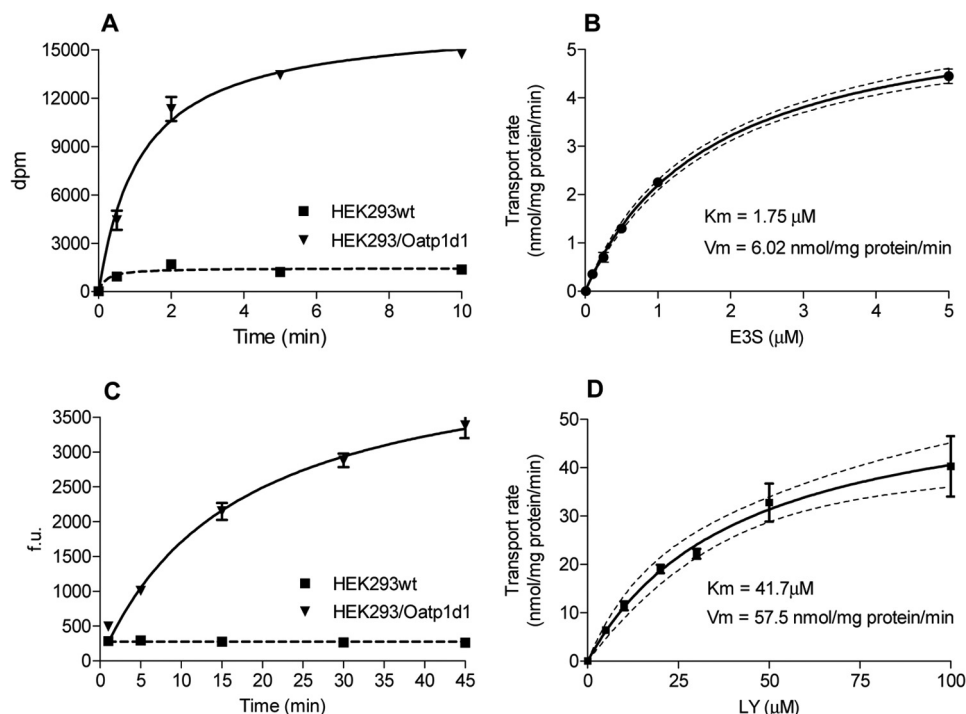 A
15000
12000
9000
6000
3000
0
dpm
HEK293wt
HEK293/Oatp1d1
0
2
4
6
8
10
Time (min)
B
5
4
3
2
1
0
Transport rate
(nmol/mg protein/min)
Km = 1.75 μM
Vm = 6.02 nmol/mg protein/min
0
1
2
3
4
5
E3S (μM)
C
3500
3000
2500
2000
1500
1000
500
0
f.u.
HEK293wt
HEK293/Oatp1d1
0
5
10
15
20
25
30
35
40
45
Time (min)
D
50
40
30
20
10
0
Transport rate
(nmol/mg protein/min)
Km = 41.7μM
Vm = 57.5 nmol/mg protein/min
0
25
50
75
100
LY (μM)